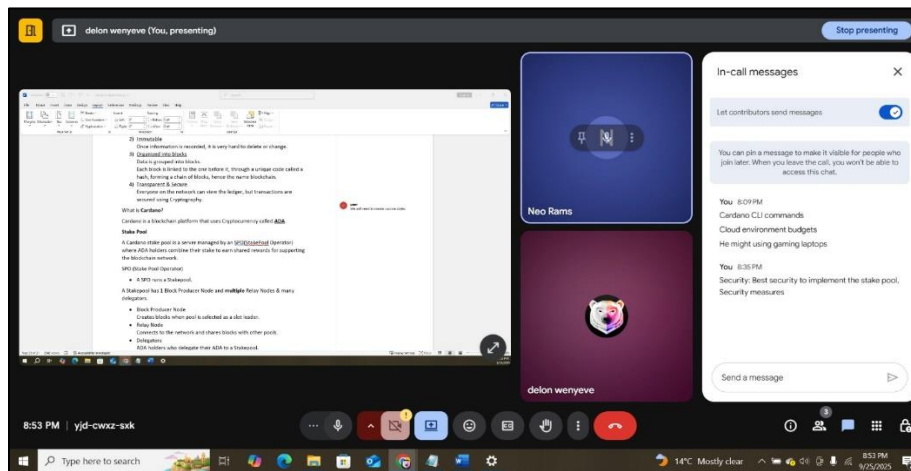 delon wenyeve (You, presenting)
Stop presenting
2) Immutable
Once information is recorded, it is very hard to delete or change.
3) Organized into blocks
Data is grouped into blocks.
Each block is linked to the one before it, through a unique code called a
hash, forming a chain of blocks, hence the name blockchain.
4) Transparent & Secure
Everyone on the network can view the ledger, but transactions are
secured using Cryptography.
What is Cardano?
Cardano is a blockchain platform that uses Cryptocurrency called ADA
Stake Pool
A Cardano stake pool is a server managed by an SPO(StakePool Operator)
where ADA holders combine their stake to earn shared rewards for supporting
the blockchain network.
SPO (Stake Pool Operator)
• A SPO runs a Stakepool.
A Stakepool has 1 Block Producer Node and multiple Relay Nodes & many
delegators.
• Block Producer Node
Creates blocks when pool is selected as a slot leader.
• Relay Node
Connects to the network and shares blocks with other pools.
• Delegators
ADA holders who delegate their ADA to a Stakepool.
Neo Rams
delon wenyeve
In-call messages
Let contributors send messages
You can pin a message to make it visible for people who
join later. When you leave the call, you won't be able to
access this chat.
You 8:09 PM
Cardano CLI commands
Cloud environment budgets
He might using gaming laptops
You 8:35 PM
Security: Best security to implement the stake pool,
Security measures
Send a message
8:53 PM | yjd-cwxz-sxk
3
Type here to search
14°C Mostly clear
8:53 PM
9/25/2025